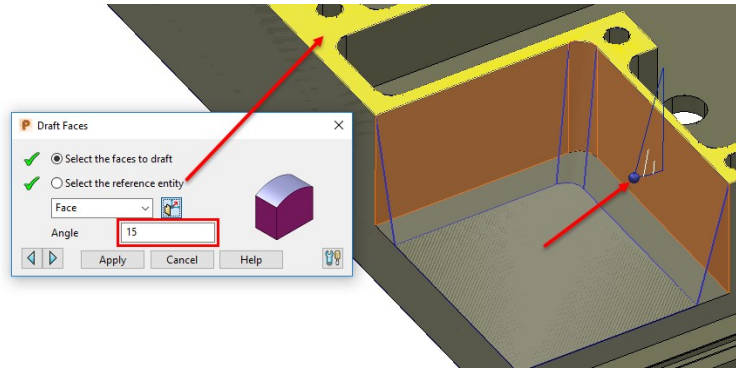 P Draft Faces
Select the faces to draft
Select the reference entity
Face
Angle 15
Apply Cancel Help